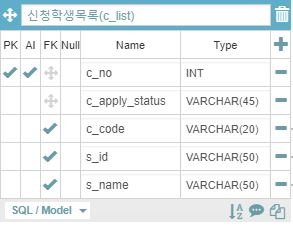 신청학생목록(c_list)
PK AI FK Null Name Type
c_no INT
c_apply_status VARCHAR(45)
c_code VARCHAR(20)
s_id VARCHAR(50)
s_name VARCHAR(50)
SQL / Model